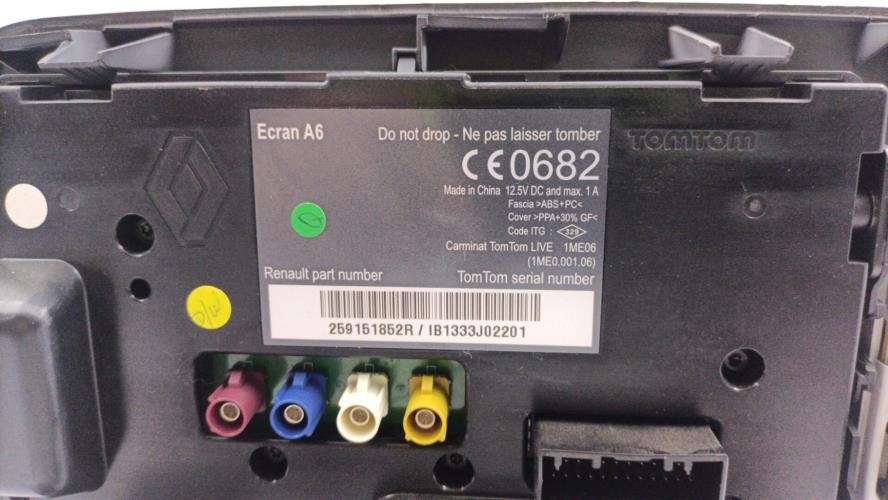 Ecran A6
Do not drop - Ne pas laisser tomber
TOMTOM
CE0682
Made in China 12.5V DC and max. 1 A
Fascia >ABS+PC<
Cover >PPA+30% GF<
Code ITG : 329
Carminat TomTom LIVE 1ME06
(1ME0.001.06)
Renault part number
TomTom serial number
259151852R / IB1333J02201